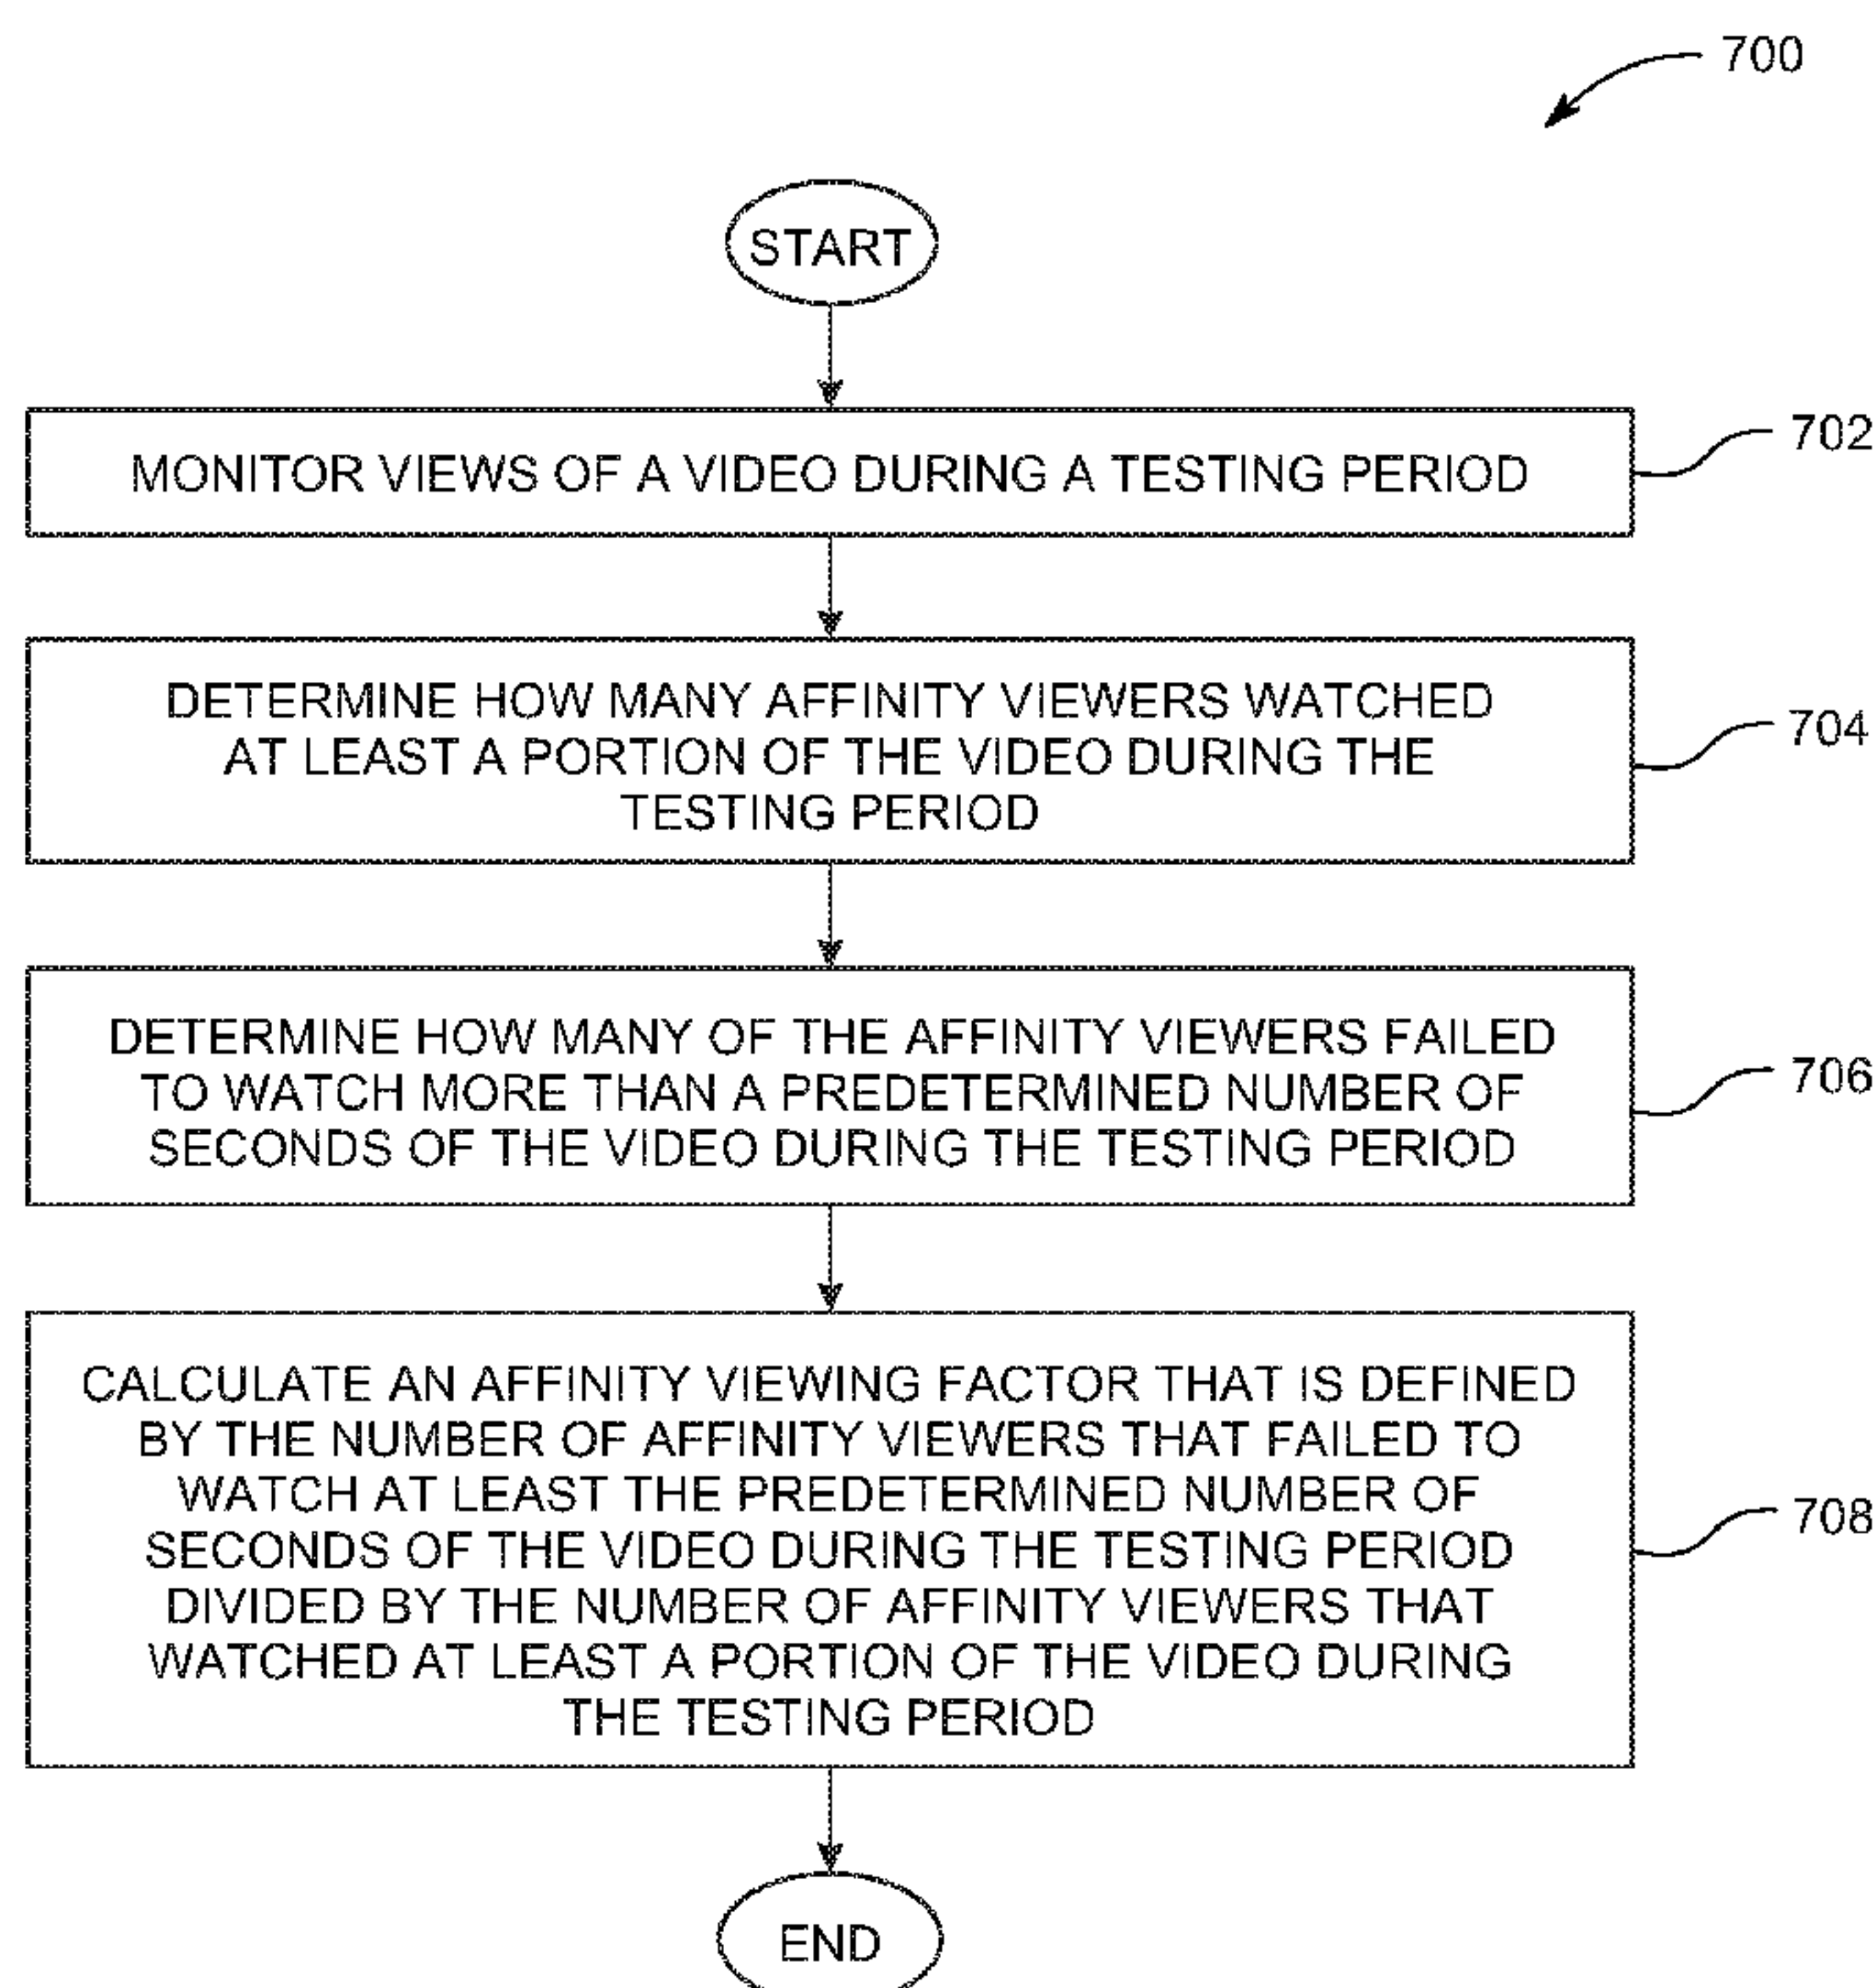 700
START
MONITOR VIEWS OF A VIDEO DURING A TESTING PERIOD
702
DETERMINE HOW MANY AFFINITY VIEWERS WATCHED
AT LEAST A PORTION OF THE VIDEO DURING THE
TESTING PERIOD
704
DETERMINE HOW MANY OF THE AFFINITY VIEWERS FAILED
TO WATCH MORE THAN A PREDETERMINED NUMBER OF
SECONDS OF THE VIDEO DURING THE TESTING PERIOD
706
CALCULATE AN AFFINITY VIEWING FACTOR THAT IS DEFINED
BY THE NUMBER OF AFFINITY VIEWERS THAT FAILED TO
WATCH AT LEAST THE PREDETERMINED NUMBER OF
SECONDS OF THE VIDEO DURING THE TESTING PERIOD
DIVIDED BY THE NUMBER OF AFFINITY VIEWERS THAT
WATCHED AT LEAST A PORTION OF THE VIDEO DURING
THE TESTING PERIOD
708
END